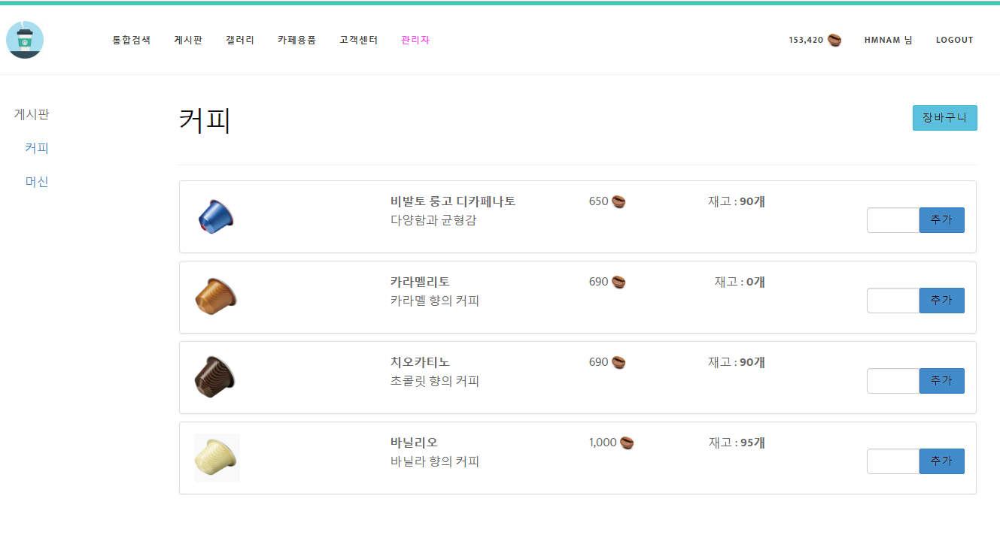 통합검색 게시판 갤러리 카페용품 고객센터 관리자 153,420 HMNAM 님 LOGOUT
게시판
커피
머신
커피 장바구니
비발토 룽고 디카페나토 650 재고 : 90개
다양함과 균형감 추가
카라멜리토 690 재고 : 0개
카라멜 향의 커피 추가
치오카티노 690 재고 : 90개
초콜릿 향의 커피 추가
바닐리오 1,000 재고 : 95개
바닐라 향의 커피 추가